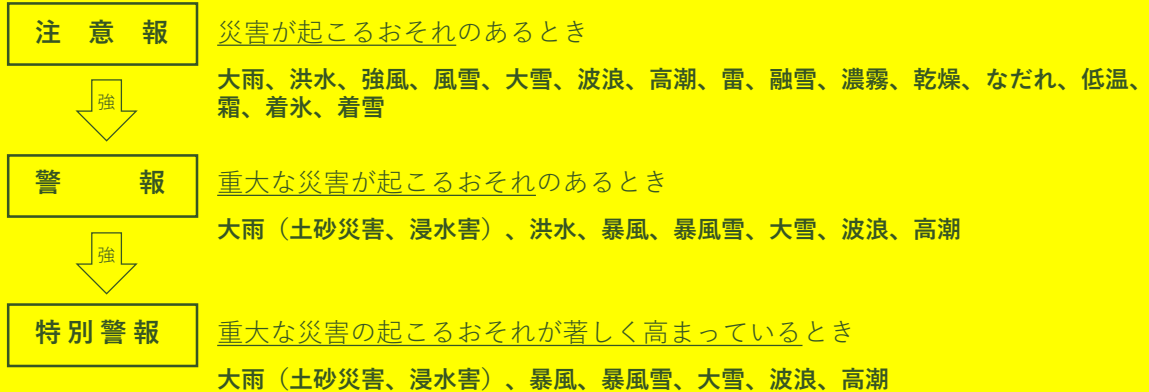 注意報
災害が起こるおそれのあるとき
大雨、洪水、強風、風雪、大雪、波浪、高潮、雷、融雪、濃霧、乾燥、なだれ、低温、
霜、着氷、着雪
強
警報
重大な災害が起こるおそれのあるとき
大雨（土砂災害、浸水害）、洪水、暴風、暴風雪、大雪、波浪、高潮
強
特別警報
重大な災害の起こるおそれが著しく高まっているとき
大雨（土砂災害、浸水害）、暴風、暴風雪、大雪、波浪、高潮